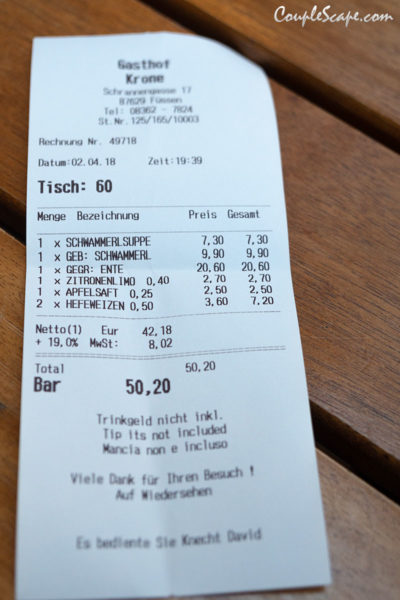 CoupleScape.com
Gasthof
Krone
Schrannengasse 17
87629 Füssen
Tel: 08362 - 7824
St.Nr.125/165/10003
Rechnung Nr. 49718
Datum:02.04.18 Zeit:19:39
Tisch: 60
Menge Bezeichnung Preis Gesamt
1 x SCHWAMMERLSUPPE 7,30 7,30
1 x GEB: SCHWAMMERL 9,90 9,90
1 x GEGR: ENTE 20,60 20,60
1 x ZITRONENLIMO 0,40 2,70 2,70
1 x APFELSAFT 0,25 2,50 2,50
2 x HEFEWEIZEN 0,50 3,60 7,20
Netto(1) Eur 42,18
+ 19,0% MwSt: 8,02
Total 50,20
Bar 50,20
Trinkgeld nicht inkl.
Tip its not included
Mancia non e incluso
Viele Dank für Ihren Besuch !
Auf Wiedersehen
Es bediente Sie Knecht David